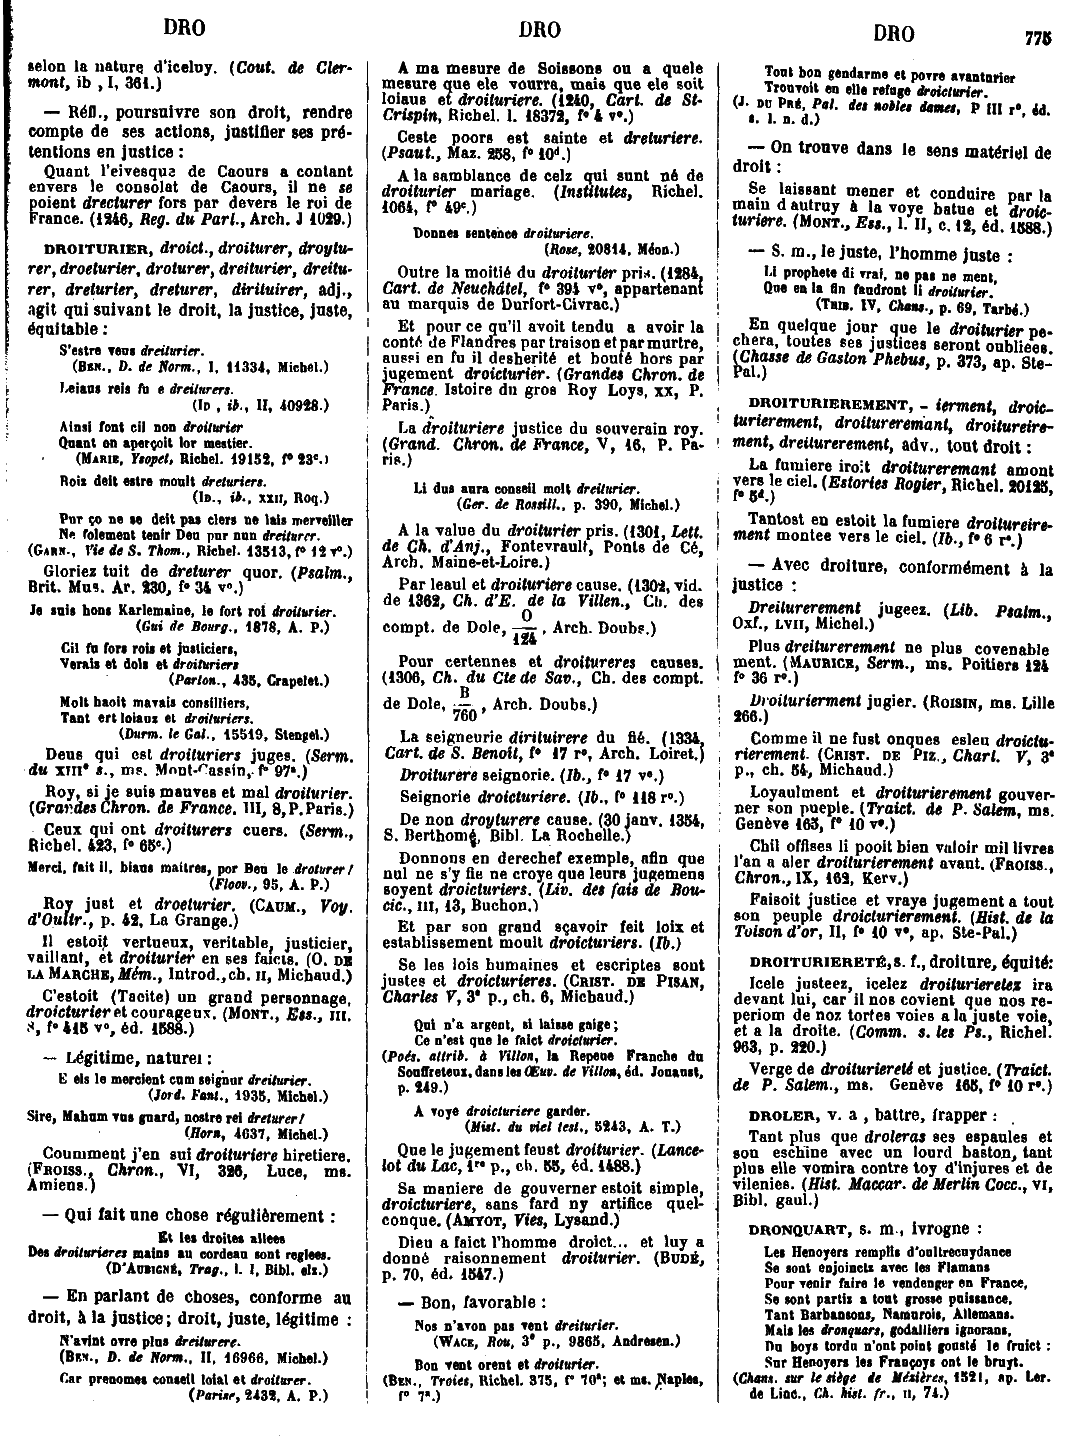 DRO
DRO
DRO
775
selon la nature d'iceluy. (Cout. de Cler-
mont, ib , I, 361.)
— Réfl., poursuivre son droit, rendre
compte de ses actions, justifier ses pré-
tentions en justice :
Quant l'eivesque de Caours a contant
envers le consolat de Caours, il ne se
poient drecturer fors par devers le roi de
France. (1246, Reg. du Parl., Arch. J 1029.)
DROITURIER, droict., droiturer, droytu-
rer, droeturier, droturer, dreiturier, dreitu-
rer, dreturier, dreturer, dirituirer, adj.,
agit qui suivant le droit, la justice, juste,
équitable :
S'estre vous dreiturier.
(BEN., D. de Norm., I, 11334, Michel.)
Leiaus reis fu e dreiturers.
(ID , ib., II, 40928.)
Ainsi font cil non droiturier
Quant on aperçoit lor mestier.
(MARIE, Ysopet, Richel. 19152, f° 23c.)
Rois deit estre moult dreturiers.
(ID., ib., XXII, Roq.)
Pur ço ne se deit pas clers ne lais merveiller
Ne folement tenir Deu pur nun dreiturer.
(GARN., Vie de S. Thom., Richel. 13513, f° 12 v°.)
Gloriez tuit de dreturer quor. (Psalm.,
Brit. Mus. Ar. 230, f° 34 v°.)
Je suis hons Karlemaine, le fort roi droiturier.
(Gui de Bourg., 1878, A. P.)
Cil fu fors rois et justiciers,
Verais et dols et droituriers
(Parton., 435, Crapelet.)
Molt haoit mavais consilliers,
Tant ert loiaus et droituriers.
(Durm. le Gal., 15519, Stengel.)
Deus qui est droituriers juges. (Serm.
du XIIIe s., ms. Mont-Cassin, f° 97a.)
Roy, si je suis mauves et mal droiturier.
(Grandes Chron. de France, III, 8, P. Paris.)
Ceux qui ont droiturers cuers. (Serm.,
Richel. 423, f° 65c.)
Merci, fait il, biaus maitres, por Deu le droturer !
(Floov., 95, A. P.)
Roy just et droeturier. (CAUM., Voy.
d'Oultr., p. 42, La Grange.)
Il estoit vertueux, veritable, justicier,
vaillant, et droiturier en ses faicts. (O. DE
LA MARCHE, Mém., Introd., ch. II, Michaud.)
C'estoit (Tacite) un grand personnage,
droicturier et courageux. (MONT., Ess., III.
8, f° 415 v°, éd. 1588.)
— Légitime, naturel :
E els le mercient cum seignur dreiturier.
(Jord. Fant., 1935, Michel.)
Sire, Mahum vus guard, nostre rei dreturer !
(Horn, 4637, Michel.)
Coumment j'en sui droituriere hiretiere.
(FROISS., Chron., VI, 326, Luce, ms.
Amiens.)
— Qui fait une chose régulièrement :
Et les droites allees
Des droiturieres mains au cordeau sont reglees.
(D'AUBIGNÉ, Trag., l. I, Bibl. elz.)
— En parlant de choses, conforme au
droit, à la justice; droit, juste, légitime :
N'avint ovre plus dreiturere.
(BEN., D. de Norm., II, 16966, Michel.)
Car prenomes conseil loial et droiturer.
(Parise, 2432, A. P.)
A ma mesure de Soissons ou a quele
mesure que ele vourra, mais que ele soit
loiaus et droituriere. (1240, Cart. de St-
Crispin, Richel. l. 18372, f° 4 v°.)
Ceste poors est sainte et dreturiere.
(Psaut., Maz. 258, f° 10d.)
A la samblance de celz qui sunt né de
droiturier mariage. (Institutes, Richel.
1064, f° 49c.)
Donnes sentence droituriere.
(Rose, 20814, Méon.)
Outre la moitié du droiturier pris. (1284,
Cart. de Neuchâtel, f° 394 v°, appartenant
au marquis de Durfort-Civrac.)
Et pour ce qu'il avoit tendu a avoir la
conté de Flandres par traison et par murtre,
aussi en fu il desherité et bouté hors par
jugement droicturier. (Grandes Chron. de
France. Istoire du gros Roy Loys, XX, P.
Paris.)
La droituriere justice du souverain roy.
(Grand. Chron. de France, V, 16, P. Pa-
ris.)
Li dus aura conseil molt dreiturier.
(Ger. de Rossill., p. 390, Michel.)
A la value du droiturier pris. (1301, Lett.
de Ch. d'Anj., Fontevrault, Ponts de Cé,
Arch. Maine-et-Loire.)
Par leaul et droituriere cause. (1302, vid.
de 1362, Ch. d'E. de la Villen., Ch. des
compt. de Dole, O/124, Arch. Doubs.)
Pour certennes et droitureres causes.
(1306, Ch. du Cte de Sav., Ch. des compt.
de Dole, B/760, Arch. Doubs.)
La seigneurie dirituirere du fié. (1334,
Cart. de S. Benoit, f° 17 r°, Arch. Loiret.)
Droiturere seignorie. (Ib., f° 17 v°.)
Seignorie droicturiere. (Ib., f° 118 r°.)
De non droyturere cause. (30 janv. 1354,
S. Berthomé, Bibl. La Rochelle.)
Donnons en derechef exemple, afin que
nul ne s'y fie ne croye que leurs jugemens
soyent droicturiers. (Liv. des fais de Bou-
cic., III, 13, Buchon.)
Et par son grand sçavoir feit loix et
establissement moult droicturiers. (Ib.)
Se les lois humaines et escriptes sont
justes et droicturieres. (CRIST. DE PISAN,
Charles V, 3e p., ch. 6, Michaud.)
Qui n'a argent, si laisse gaige ;
Ce n'est que le faict droicturier.
(Poés. attrib. à Villon, la Repeue Franche du
Souffreteux, dans les Œuv. de Villon, éd. Jouaust,
p. 249.)
A voye droicturiere garder.
(Mist. du viel test., 5243, A. T.)
Que le jugement feust droiturier. (Lance-
lot du Lac, 1re p., ch. 55, éd. 1488.)
Sa maniere de gouverner estoit simple,
droicturiere, sans fard ny artifice quel-
conque. (AMYOT, Vies, Lysand.)
Dieu a faict l'homme droict... et luy a
donné raisonnement droiturier. (BUDÉ,
p. 70, éd. 1547.)
— Bon, favorable :
Nos n'avon pas vent dreiturier.
(WACE, Rou, 3e p., 9865, Andresen.)
Bon vent orent et droiturier.
(BEN., Troies, Richel. 375, f° 70a; et ms. Naples,
f° 7a.)
Tout bon gendarme et povre avanturier
Trouvoit en elle refuge droicturier.
(J. DU PRÉ, Pal. des nobles dames, P III r°, éd.
s. l. n. d.)
— On trouve dans le sens matériel de
droit :
Se laissant mener et conduire par la
main d autruy à la voye batue et droic-
turiere. (MONT., Ess., l. II, c. 12, éd. 1588.)
— S. m., le juste, l'homme juste :
Li prophete di vrai, ne pas ne ment,
Que en la fin faudront li droiturier.
(THIB. IV, Chans., p. 69, Tarbé.)
En quelque jour que le droiturier pe-
chera, toutes ses justices seront oubliees.
(Chasse de Gaston Phebus, p. 373, ap. Ste-
Pal.)
DROITURIEREMENT, - ierment, droic-
turierement, droitureremant, droitureire-
ment, dreiturerement, adv., tout droit :
La fumiere iroit droitureremant amont
vers le ciel. (Estories Rogier, Richel. 20125,
f° 5d.)
Tantost en estoit la fumiere droitureire-
ment montee vers le ciel. (Ib., f° 6 r°.)
— Avec droiture, conformément à la
justice :
Dreiturerement jugeez. (Lib. Psalm.,
Oxf., LVII, Michel.)
Plus dreiturerement ne plus covenable
ment. (MAURICE, Serm., ms. Poitiers 124
f° 36 r°.)
Droiturierment jugier. (ROISIN, ms. Lille
266.)
Comme il ne fust onques esleu droictu-
rierement. (CRIST. DE PIZ., Charl. V, 3e
p., ch. 54, Michaud.)
Loyaulment et droiturierement gouver-
ner son pueple. (Traict. de P. Salem, ms.
Genève 165, f° 10 v°.)
Chil offises li pooit bien valoir mil livres
l'an a aler droiturierement avant. (FROISS.,
Chron., IX, 162, Kerv.)
Faisoit justice et vraye jugement a tout
son peuple droicturierement. (Hist. de la
Toison d'or, II, f° 10 v°, ap. Ste-Pal.)
DROITURIERETÉ, s. f., droiture, équité:
Icele justeez, icelez droiturieretez ira
devant lui, car il nos covient que nos re-
periom de noz tortes voies a la juste voie,
et a la droite. (Comm. s. les Ps., Richel.
963, p. 220.)
Verge de droituriereté et justice. (Traict.
de P. Salem., ms. Genève 165, f° 10 r°.)
DROLER, v. a , battre, frapper :
Tant plus que droleras ses espaules et
son eschine avec un lourd baston, tant
plus elle vomira contre toy d'injures et de
vilenies. (Hist. Maccar. de Merlin Cocc., VI,
Bibl. gaul.)
DRONQUART, s. m., ivrogne :
Les Henoyers remplis d'oultrecuydance
Se sont enjoincts avec les Flamans
Pour venir faire le vendenger en France,
Se sont partis a tout grosse puissance,
Tant Barbansons, Namurois, Allemans.
Mais les dronquars, godalliers ignorans,
Du boys tordu n'ont point gousté le fruict :
Sur Henoyers les Françoys ont le bruyt.
(Chans. sur le siège de Mézières, 1521, ap. Ler.
de Linc., Ch. hist. fr., II, 74.)